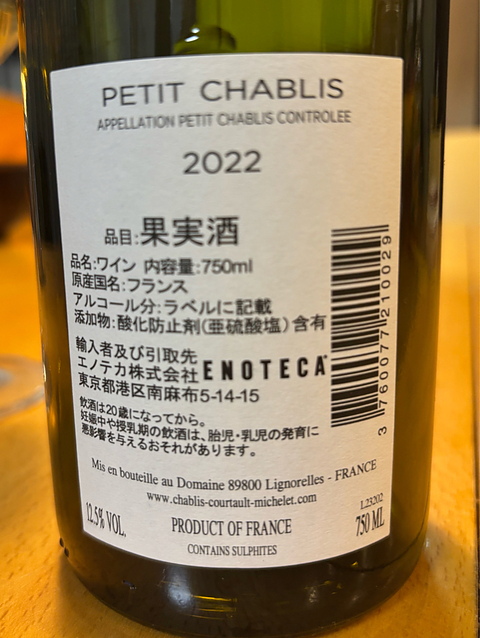 PETIT CHABLIS
APPELLATION PETIT CHABLIS CONTROLEE
2022
品目:果実酒
品名:ワイン 内容量:750ml
原産国名:フランス
アルコール分:ラベルに記載
添加物:酸化防止剤(亜硫酸塩)含有
輸入者及び引取先
エノテカ株式会社ENOTECA
東京都港区南麻布5-14-15
飲酒は20歳になってから。
妊娠中や授乳期の飲酒は、胎児・乳児の発育に
悪影響を与えるおそれがあります。
3 760077 210029
Mis en bouteille au Domaine 89800 Lignorelles - FRANCE
www.chablis-courtault-michelet.com
L23202
12.5% VOL. PRODUCT OF FRANCE 750 ML
CONTAINS SULPHITES